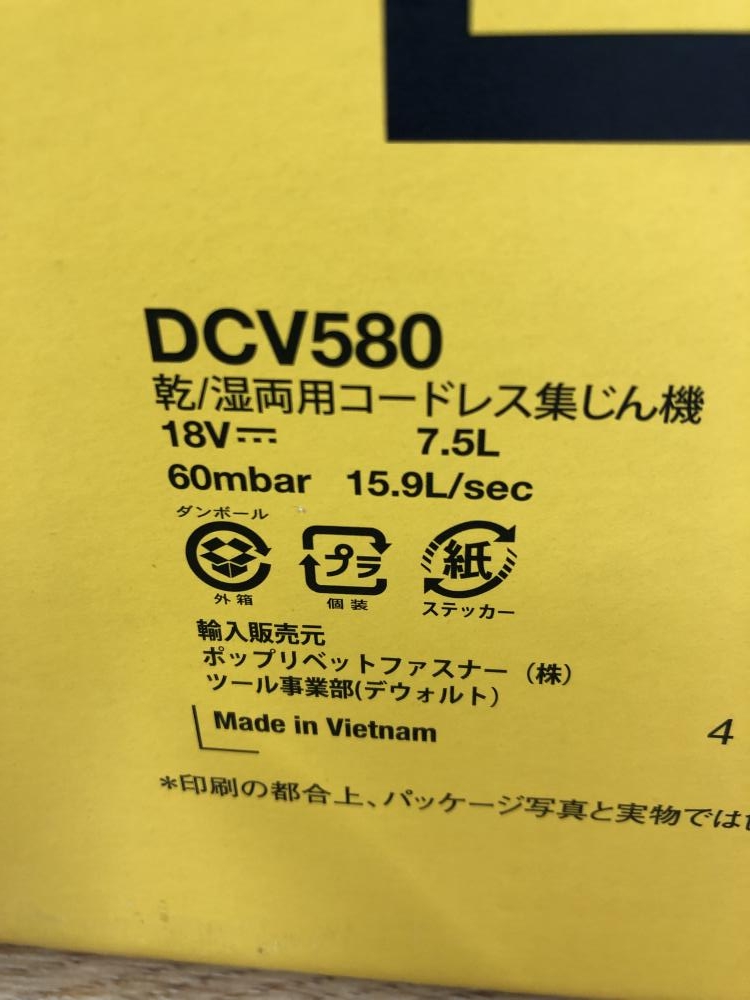 DCV580
乾/湿両用コードレス集じん機
18V⎓ 7.5L
60mbar 15.9L/sec
ダンボール
外箱
プラ
個装
紙
ステッカー
輸入販売元
ポップリベットファスナー（株）
ツール事業部(デウォルト)
Made in Vietnam
4
*印刷の都合上、パッケージ写真と実物では